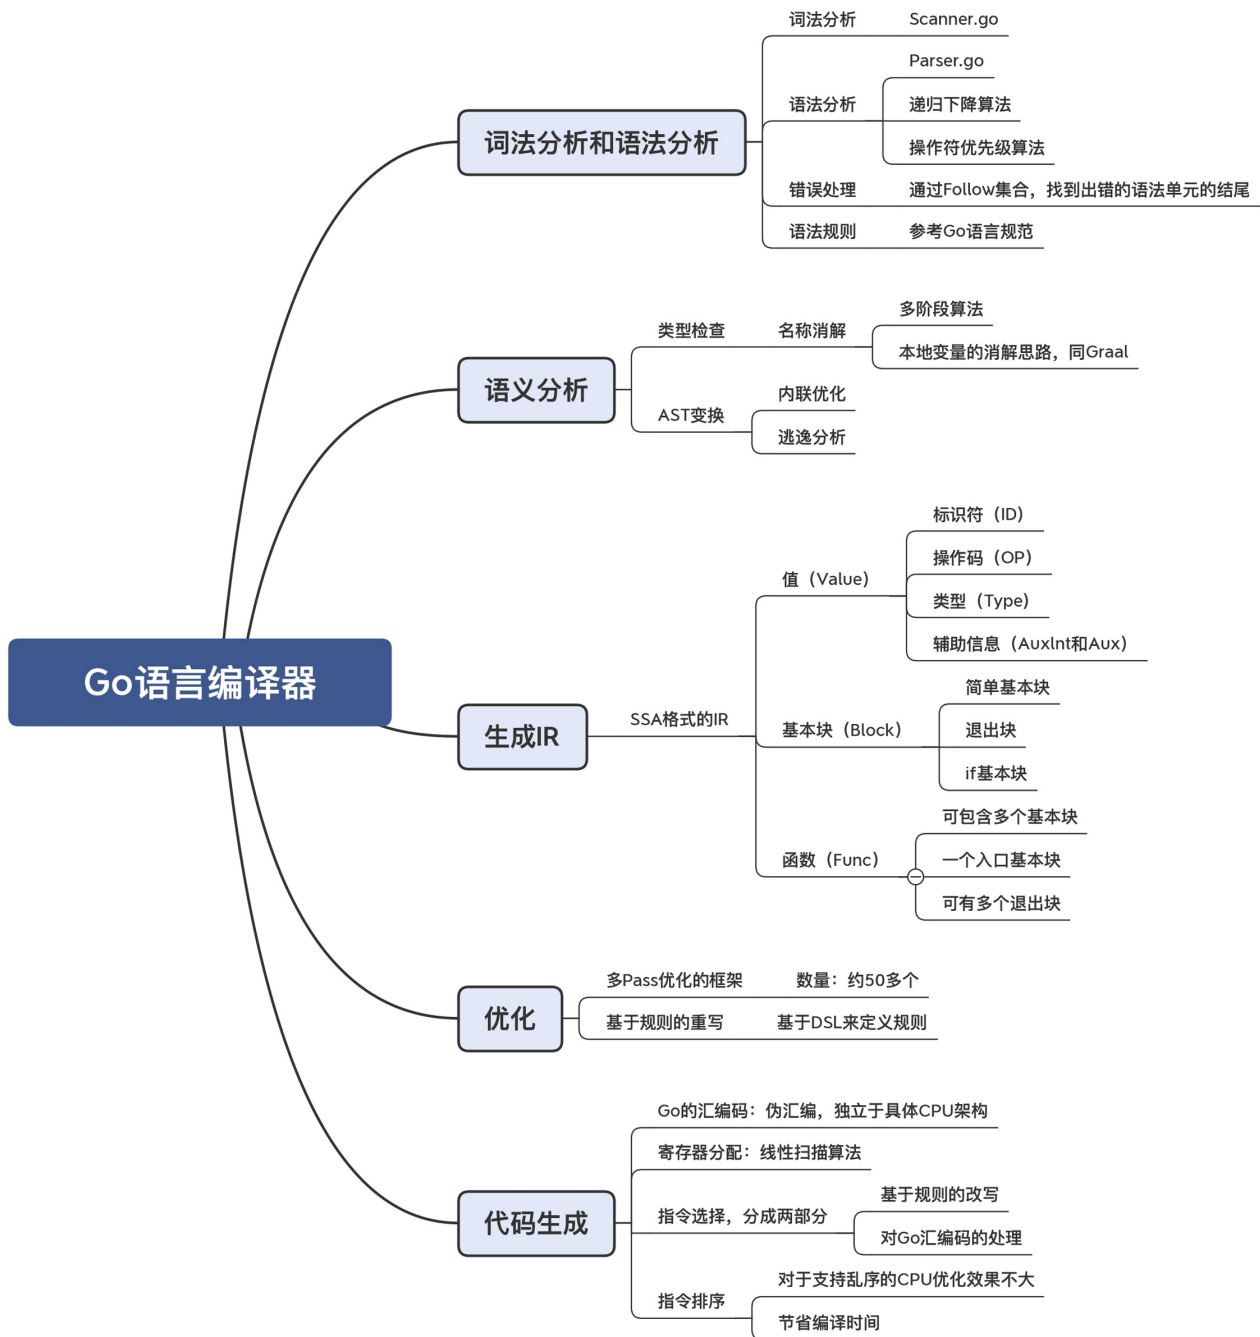 Go语言编译器
词法分析和语法分析
词法分析
Scanner.go
语法分析
Parser.go
递归下降算法
操作符优先级算法
错误处理
通过Follow集合，找到出错的语法单元的结尾
语法规则
参考Go语言规范
语义分析
类型检查
名称消解
多阶段算法
本地变量的消解思路，同Graal
AST变换
内联优化
逃逸分析
生成IR
SSA格式的IR
值（Value）
标识符（ID）
操作码（OP）
类型（Type）
辅助信息（AuxInt和Aux）
基本块（Block）
简单基本块
退出块
if基本块
函数（Func）
可包含多个基本块
一个入口基本块
可有多个退出块
优化
多Pass优化的框架
数量：约50多个
基于规则的重写
基于DSL来定义规则
代码生成
Go的汇编码：伪汇编，独立于具体CPU架构
寄存器分配：线性扫描算法
指令选择，分成两部分
基于规则的改写
对Go汇编码的处理
指令排序
对于支持乱序的CPU优化效果不大
节省编译时间